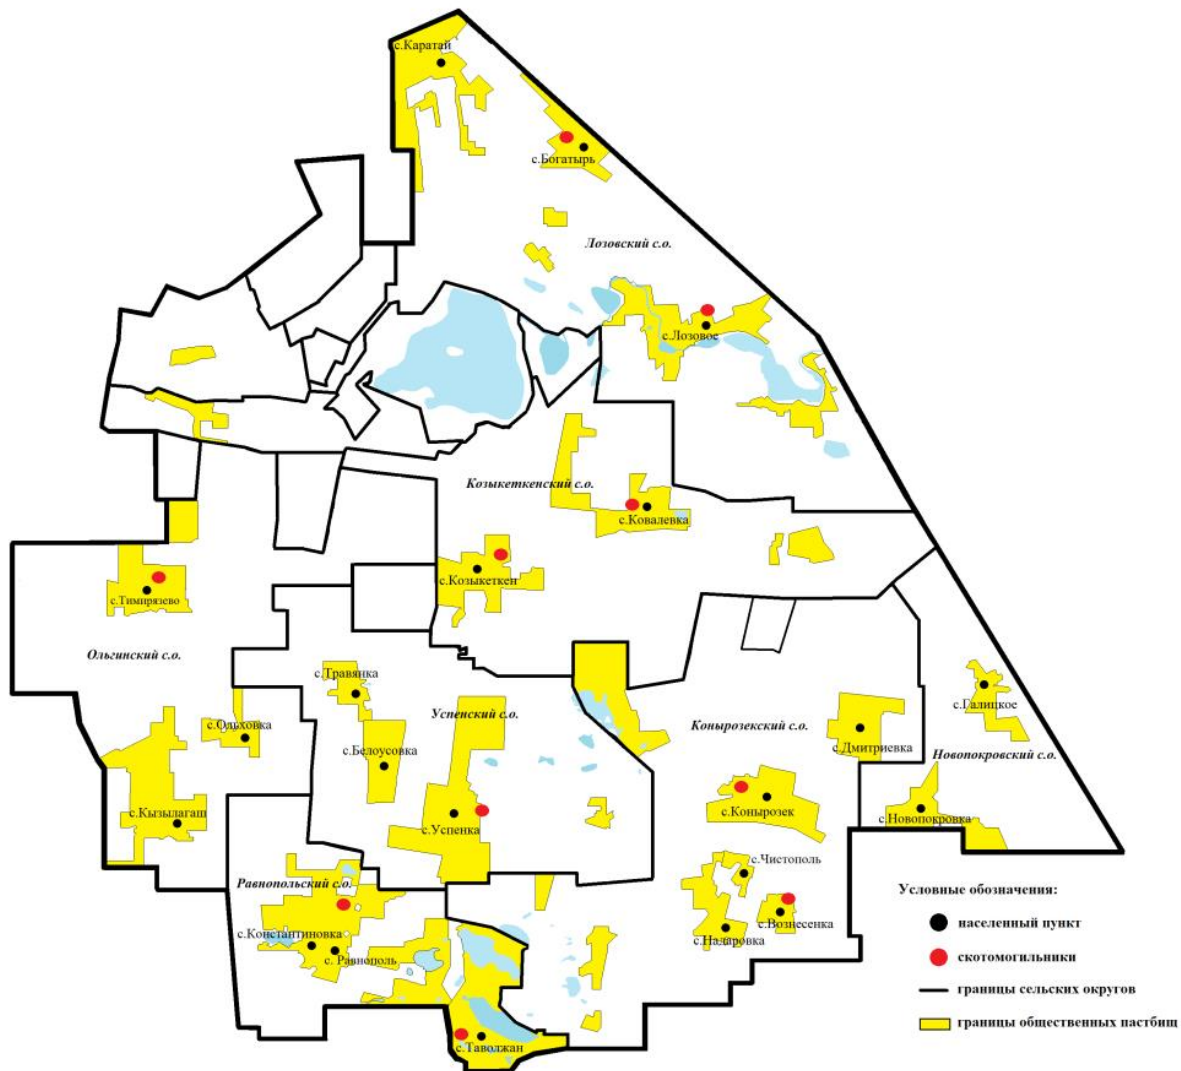 с.Каратай
с.Богатырь
Лозовский с.о.
с.Лозовое
Козыкеткенский с.о.
с.Ковалевка
с.Козыкеткен
с.Тимирязево
Ольгинский с.о.
с.Травянка
с.Галицкое
Успенский с.о.
Конырозекский с.о.
с.Ольховка
с.Белоусовка
с.Дмитриевка
Новопокровский с.о.
с.Кызылагаш
с.Успенка
с.Конырозек
с.Новопокровка
с.Чистополь
Равнопольский с.о.
с.Вознесенка
с.Константиновка
с.Надаровка
с. Равнополь
с.Таволжан
Условные обозначения:
населенный пункт
скотомогильники
границы сельских округов
границы общественных пастбищ